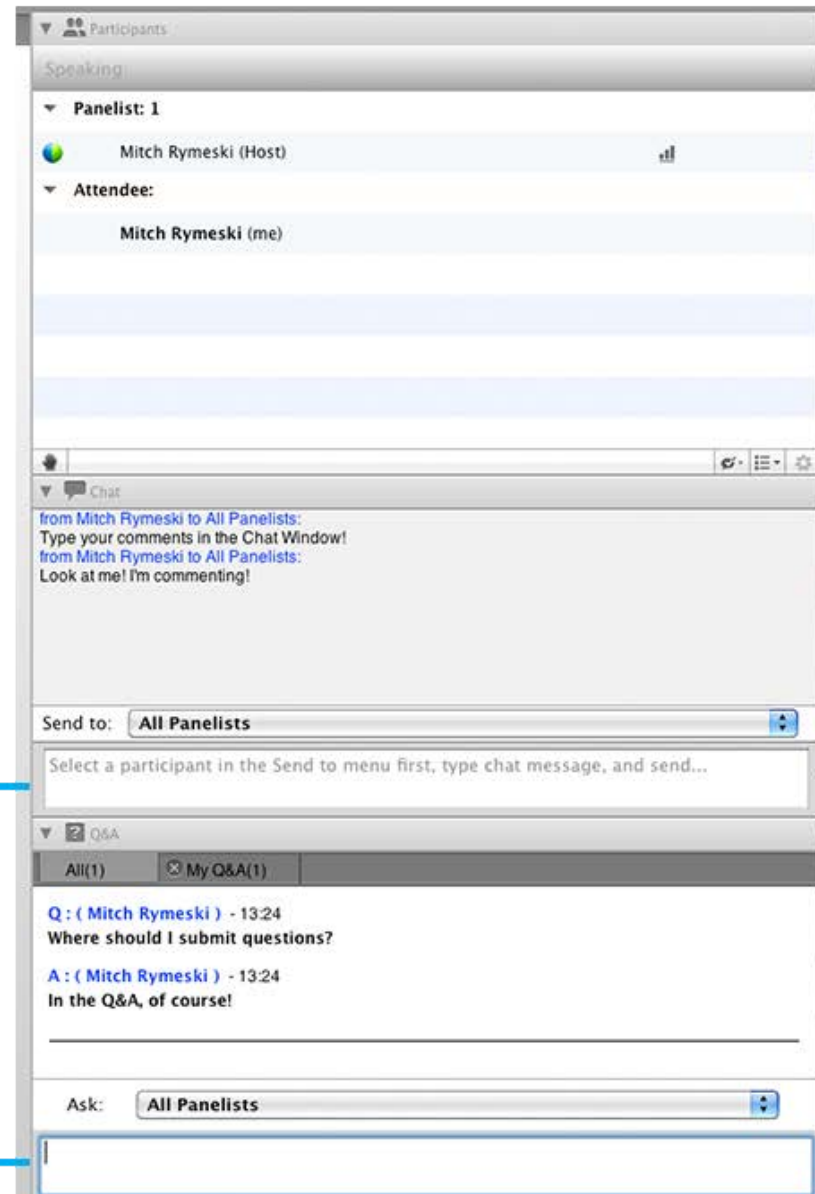 Participants
Speaking:
Panelist: 1
Mitch Rymeski (Host)
Attendee:
Mitch Rymeski (me)
Chat
from Mitch Rymeski to All Panelists:
Type your comments in the Chat Window!
from Mitch Rymeski to All Panelists:
Look at me! I'm commenting!
Send to: All Panelists
Select a participant in the Send to menu first, type chat message, and send...
Q&A
All(1) My Q&A(1)
Q : ( Mitch Rymeski ) - 13:24
Where should I submit questions?
A : ( Mitch Rymeski ) - 13:24
In the Q&A, of course!
Ask: All Panelists